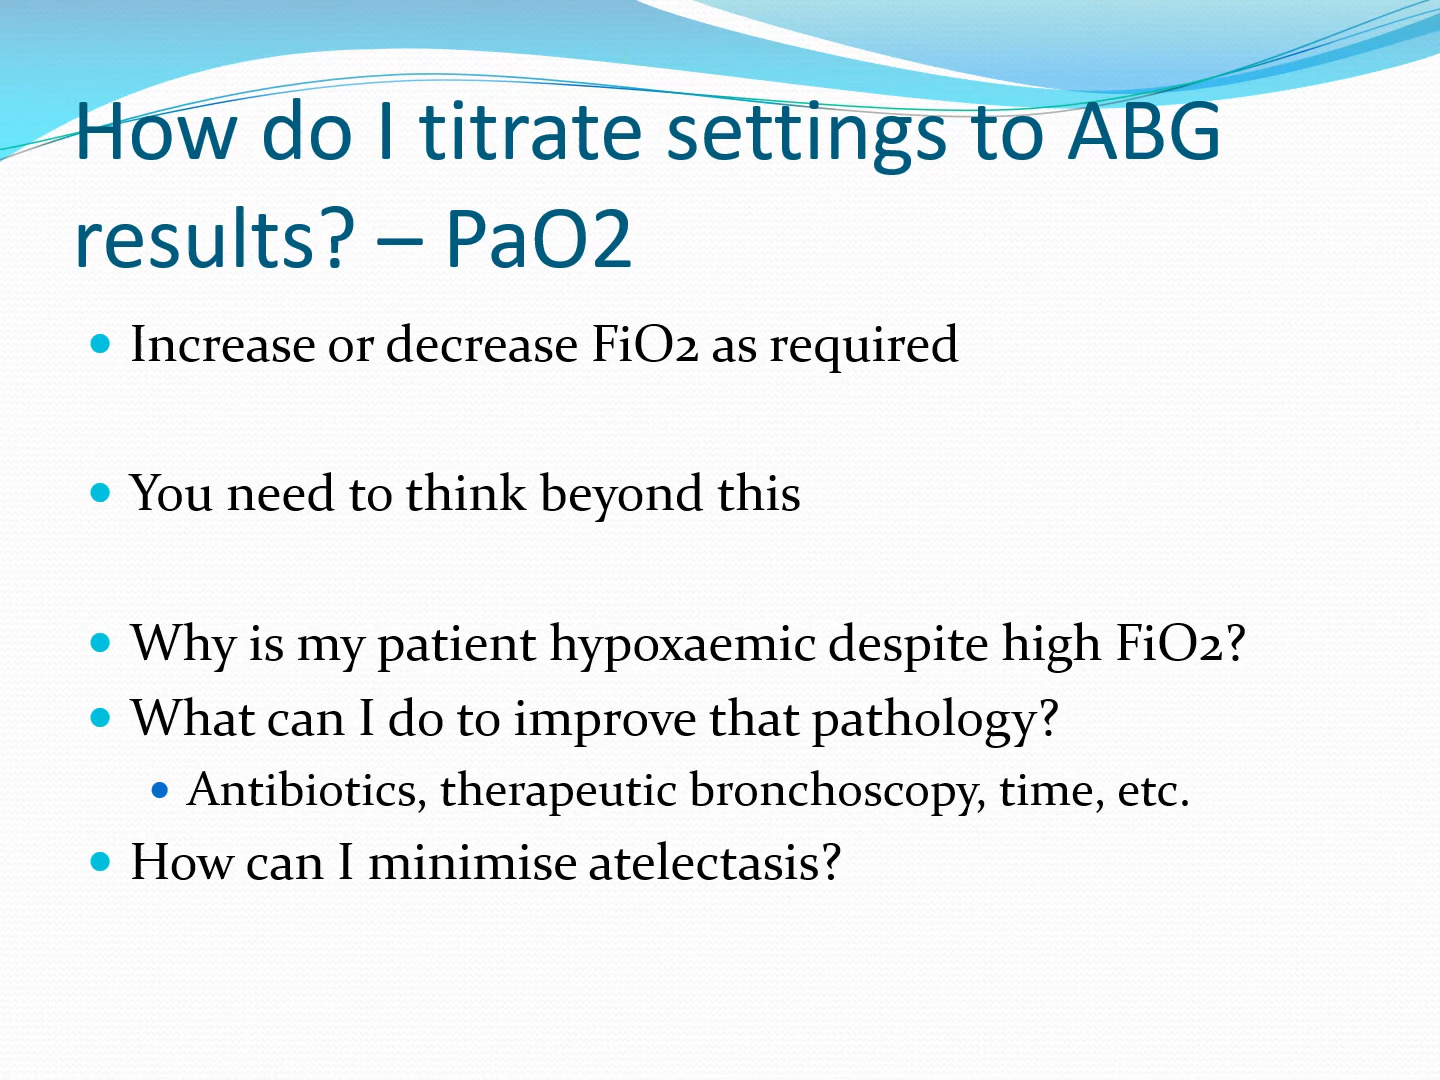 How do I titrate settings to ABG
results? – PaO2
• Increase or decrease FiO2 as required
• You need to think beyond this
• Why is my patient hypoxaemic despite high FiO2?
• What can I do to improve that pathology?
• Antibiotics, therapeutic bronchoscopy, time, etc.
• How can I minimise atelectasis?